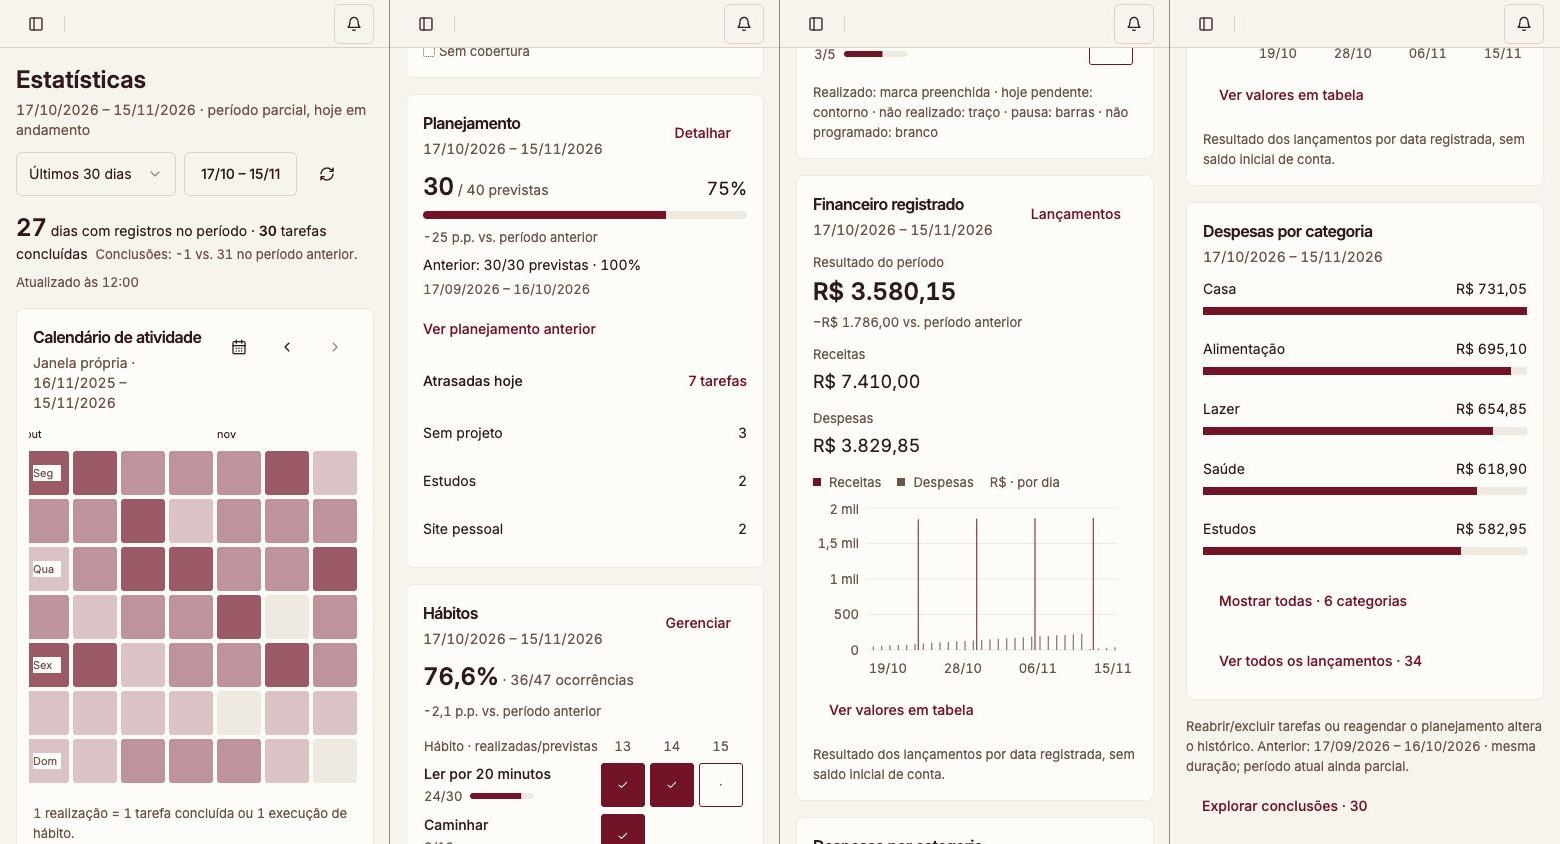 Estatísticas
17/10/2026 – 15/11/2026 · período parcial, hoje em
andamento
Últimos 30 dias
17/10 – 15/11
27 dias com registros no período · 30 tarefas
concluídas Conclusões: -1 vs. 31 no período anterior.
Atualizado às 12:00
Calendário de atividade
Janela própria ·
16/11/2025 –
15/11/2026
out
nov
Seg
Qua
Sex
Dom
1 realização = 1 tarefa concluída ou 1 execução de
hábito.
Sem cobertura
Planejamento
Detalhar
17/10/2026 – 15/11/2026
30 / 40 previstas
75%
-25 p.p. vs. período anterior
Anterior: 30/30 previstas · 100%
17/09/2026 – 16/10/2026
Ver planejamento anterior
Atrasadas hoje
7 tarefas
Sem projeto
3
Estudos
2
Site pessoal
2
Hábitos
Gerenciar
17/10/2026 – 15/11/2026
76,6% · 36/47 ocorrências
-2,1 p.p. vs. período anterior
Hábito · realizadas/previstas
13
14
15
Ler por 20 minutos
24/30
Caminhar
3/5
Realizado: marca preenchida · hoje pendente:
contorno · não realizado: traço · pausa: barras · não
programado: branco
Financeiro registrado
Lançamentos
17/10/2026 – 15/11/2026
Resultado do período
R$ 3.580,15
−R$ 1.786,00 vs. período anterior
Receitas
R$ 7.410,00
Despesas
R$ 3.829,85
Receitas
Despesas
R$ · por dia
2 mil
1,5 mil
1 mil
500
0
19/10
28/10
06/11
15/11
Ver valores em tabela
Resultado dos lançamentos por data registrada, sem
saldo inicial de conta.
Despesas por categoria
19/10
28/10
06/11
15/11
Ver valores em tabela
Resultado dos lançamentos por data registrada, sem
saldo inicial de conta.
Despesas por categoria
17/10/2026 – 15/11/2026
Casa
R$ 731,05
Alimentação
R$ 695,10
Lazer
R$ 654,85
Saúde
R$ 618,90
Estudos
R$ 582,95
Mostrar todas · 6 categorias
Ver todos os lançamentos · 34
Reabrir/excluir tarefas ou reagendar o planejamento altera
o histórico. Anterior: 17/09/2026 – 16/10/2026 · mesma
duração; período atual ainda parcial.
Explorar conclusões · 30